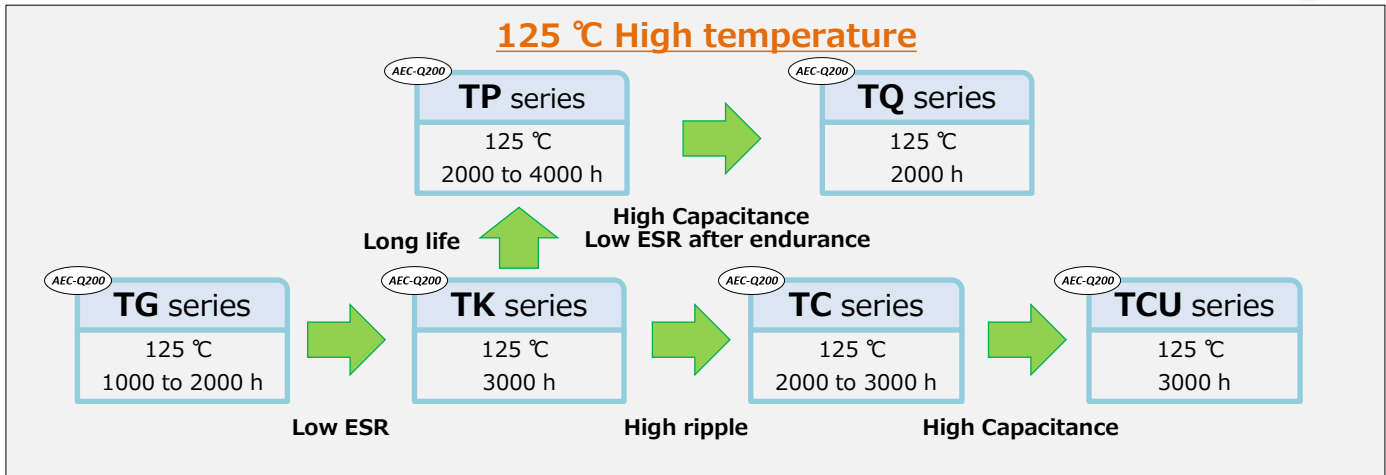 125 ℃ High temperature
AEC-Q200
TP series
125 ℃
2000 to 4000 h
AEC-Q200
TQ series
125 ℃
2000 h
Long life
High Capacitance
Low ESR after endurance
AEC-Q200
TG series
125 ℃
1000 to 2000 h
AEC-Q200
TK series
125 ℃
3000 h
AEC-Q200
TC series
125 ℃
2000 to 3000 h
AEC-Q200
TCU series
125 ℃
3000 h
Low ESR
High ripple
High Capacitance